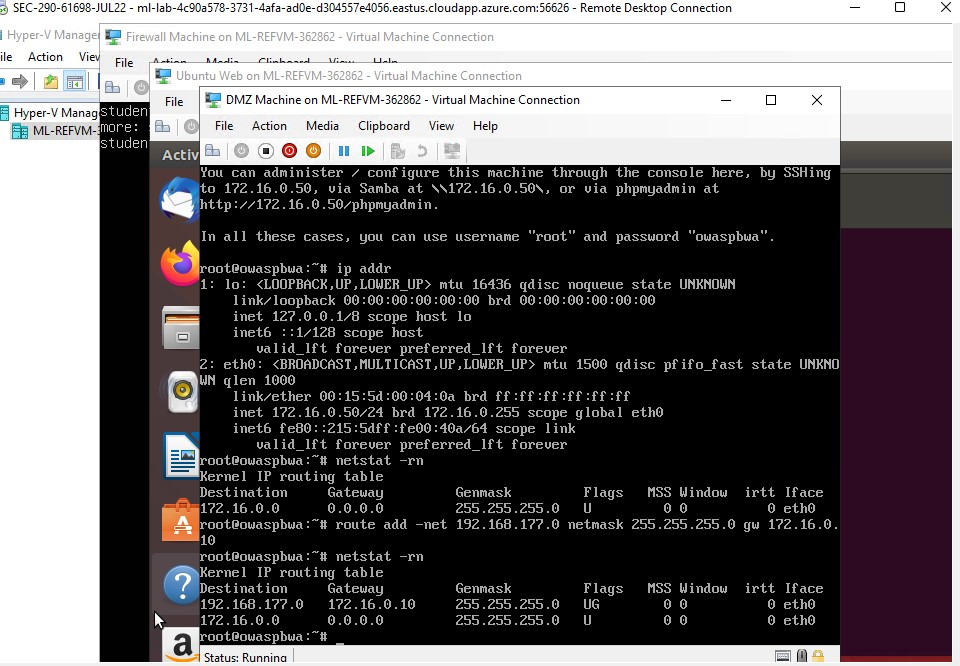 SEC-290-61698-JUL22 - ml-lab-4c90a578-3731-4afa-ad0e-d304557e4056.eastus.cloudapp.azure.com:56626 - Remote Desktop Connection
Hyper-V Manager
Firewall Machine on ML-REFVM-362862 - Virtual Machine Connection
ile Action View
File Action Media Clipboard View Help
Ubuntu Web on ML-REFVM-362862 - Virtual Machine Connection
File
DMZ Machine on ML-REFVM-362862 - Virtual Machine Connection
File Action Media Clipboard View Help
Hyper-V Manag
ML-REFVM-3
studen
more:
studen
Activ
You can administer / configure this machine through the console here, by SSHing
to 172.16.0.50, via Samba at \\172.16.0.50\, or via phpmyadmin at
http://172.16.0.50/phpmyadmin.
In all these cases, you can use username "root" and password "owaspbwa".
root@owaspbwa:~# ip addr
1: lo: <LOOPBACK,UP,LOWER_UP> mtu 16436 qdisc noqueue state UNKNOWN
link/loopback 00:00:00:00:00:00 brd 00:00:00:00:00:00
inet 127.0.0.1/8 scope host lo
inet6 ::1/128 scope host
valid_lft forever preferred_lft forever
2: eth0: <BROADCAST,MULTICAST,UP,LOWER_UP> mtu 1500 qdisc pfifo_fast state UNKNO
WN qlen 1000
link/ether 00:15:5d:00:04:0a brd ff:ff:ff:ff:ff:ff
inet 172.16.0.50/24 brd 172.16.0.255 scope global eth0
inet6 fe80::215:5dff:fe00:40a/64 scope link
valid_lft forever preferred_lft forever
root@owaspbwa:~# netstat -rn
Kernel IP routing table
Destination Gateway Genmask Flags MSS Window irtt Iface
172.16.0.0 0.0.0.0 255.255.255.0 U 0 0 0 eth0
root@owaspbwa:~# route add -net 192.168.177.0 netmask 255.255.255.0 gw 172.16.0.
10
root@owaspbwa:~# netstat -rn
Kernel IP routing table
Destination Gateway Genmask Flags MSS Window irtt Iface
192.168.177.0 172.16.0.10 255.255.255.0 UG 0 0 0 eth0
172.16.0.0 0.0.0.0 255.255.255.0 U 0 0 0 eth0
root@owaspbwa:~# _
Status: Running